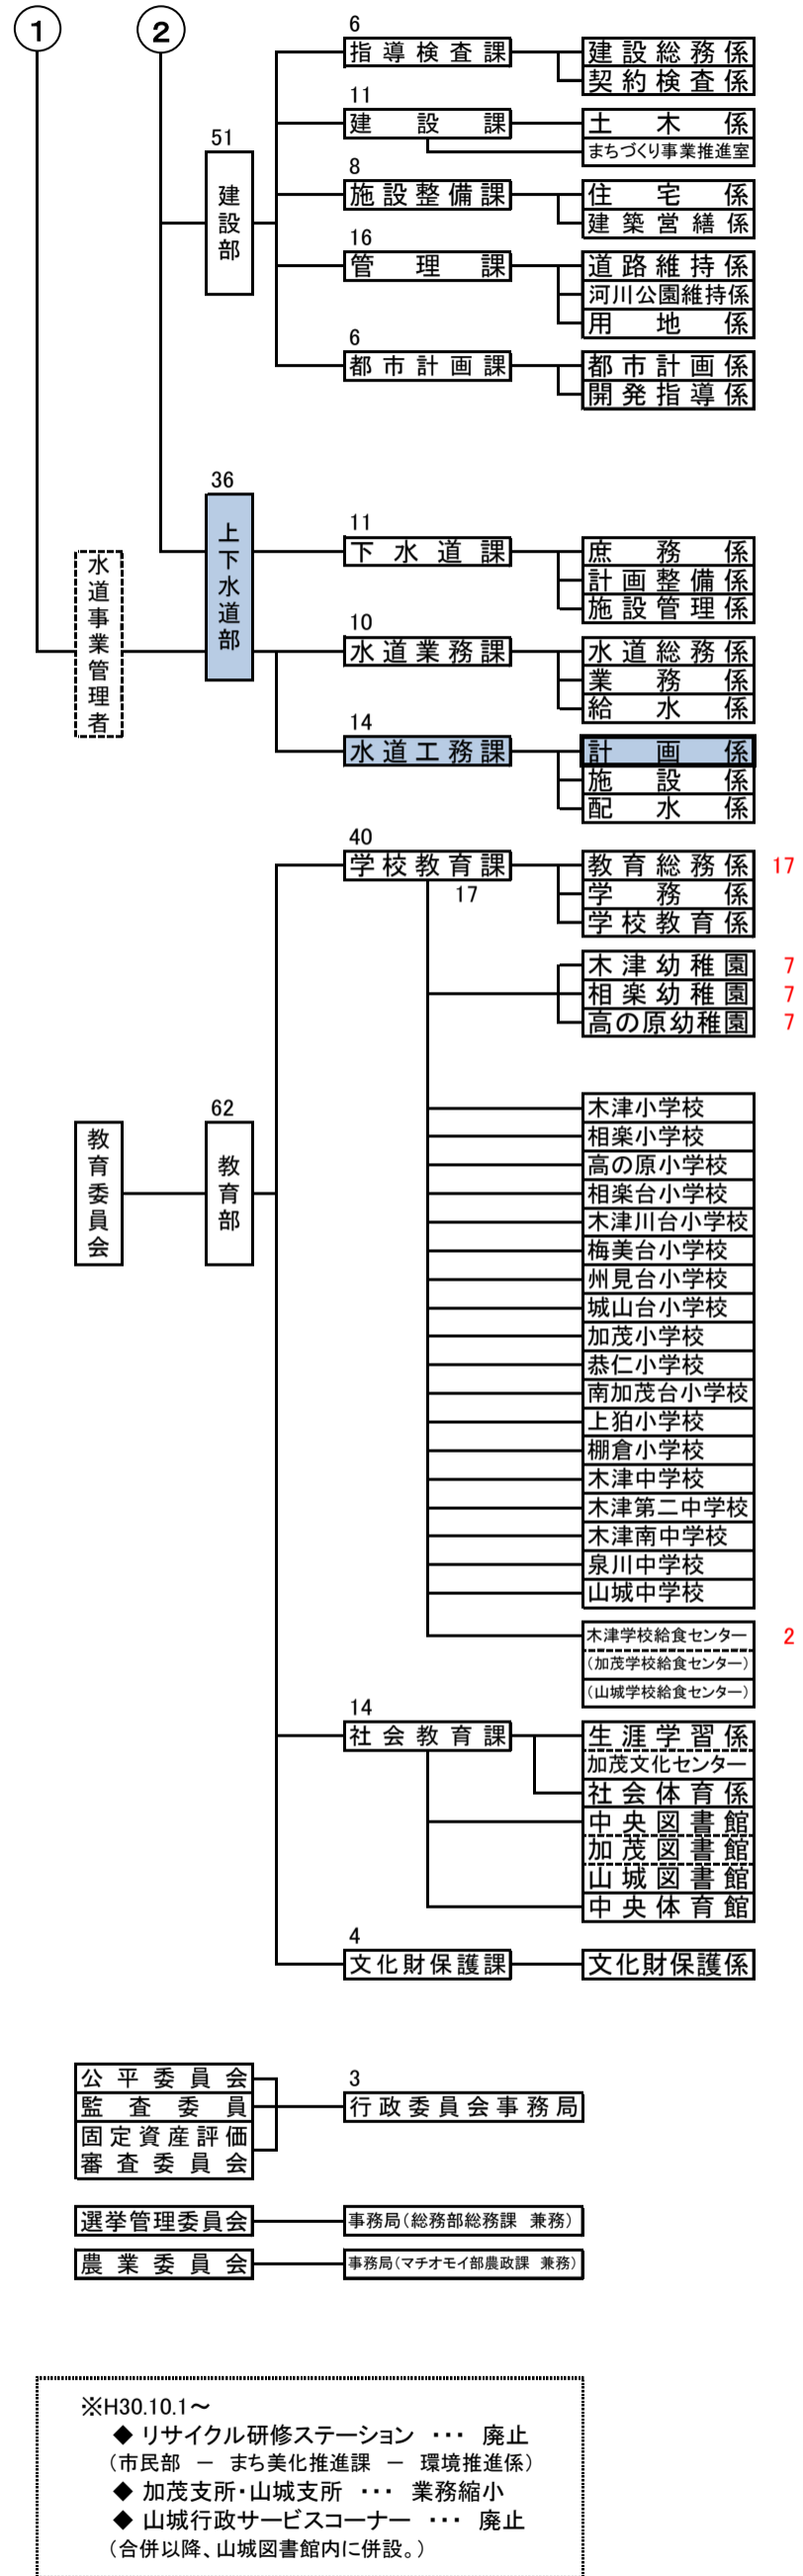 1
2
51
建設部
6
指導検査課
建設総務係
契約検査係
11
建設課
土木係
まちづくり事業推進室
8
施設整備課
住宅係
建築営繕係
16
管理課
道路維持係
河川公園維持係
用地係
6
都市計画課
都市計画係
開発指導係
水道事業管理者
36
上下水道部
11
下水道課
庶務係
計画整備係
施設管理係
10
水道業務課
水道総務係
業務係
給水係
14
水道工務課
計画係
施設係
配水係
教育委員会
62
教育部
40
学校教育課
17
教育総務係 17
学務係
学校教育係
木津幼稚園 7
相楽幼稚園 7
高の原幼稚園 7
木津小学校
相楽小学校
高の原小学校
相楽台小学校
木津川台小学校
梅美台小学校
州見台小学校
城山台小学校
加茂小学校
恭仁小学校
南加茂台小学校
上狛小学校
棚倉小学校
木津中学校
木津第二中学校
木津南中学校
泉川中学校
山城中学校
木津学校給食センター 2
(加茂学校給食センター)
(山城学校給食センター)
14
社会教育課
生涯学習係
加茂文化センター
社会体育係
中央図書館
加茂図書館
山城図書館
中央体育館
4
文化財保護課
文化財保護係
公平委員会
監査委員
固定資産評価
審査委員会
3
行政委員会事務局
選挙管理委員会
事務局(総務部総務課 兼務)
農業委員会
事務局(マチオモイ部農政課 兼務)
※H30.10.1～
◆ リサイクル研修ステーション ･･･ 廃止
(市民部 － まち美化推進課 － 環境推進係)
◆ 加茂支所・山城支所 ･･･ 業務縮小
◆ 山城行政サービスコーナー ･･･ 廃止
(合併以降、山城図書館内に併設。)